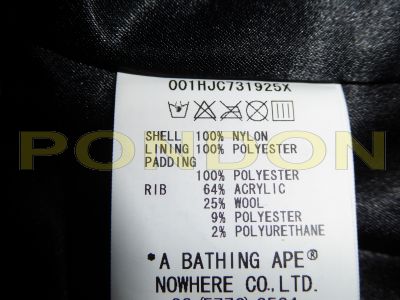 001HJC731925X
SHELL 100% NYLON
LINING 100% POLYESTER
PADDING
100% POLYESTER
RIB 64% ACRYLIC
25% WOOL
9% POLYESTER
2% POLYURETHANE
*A BATHING APE®
NOWHERE CO.,LTD.
PONDON